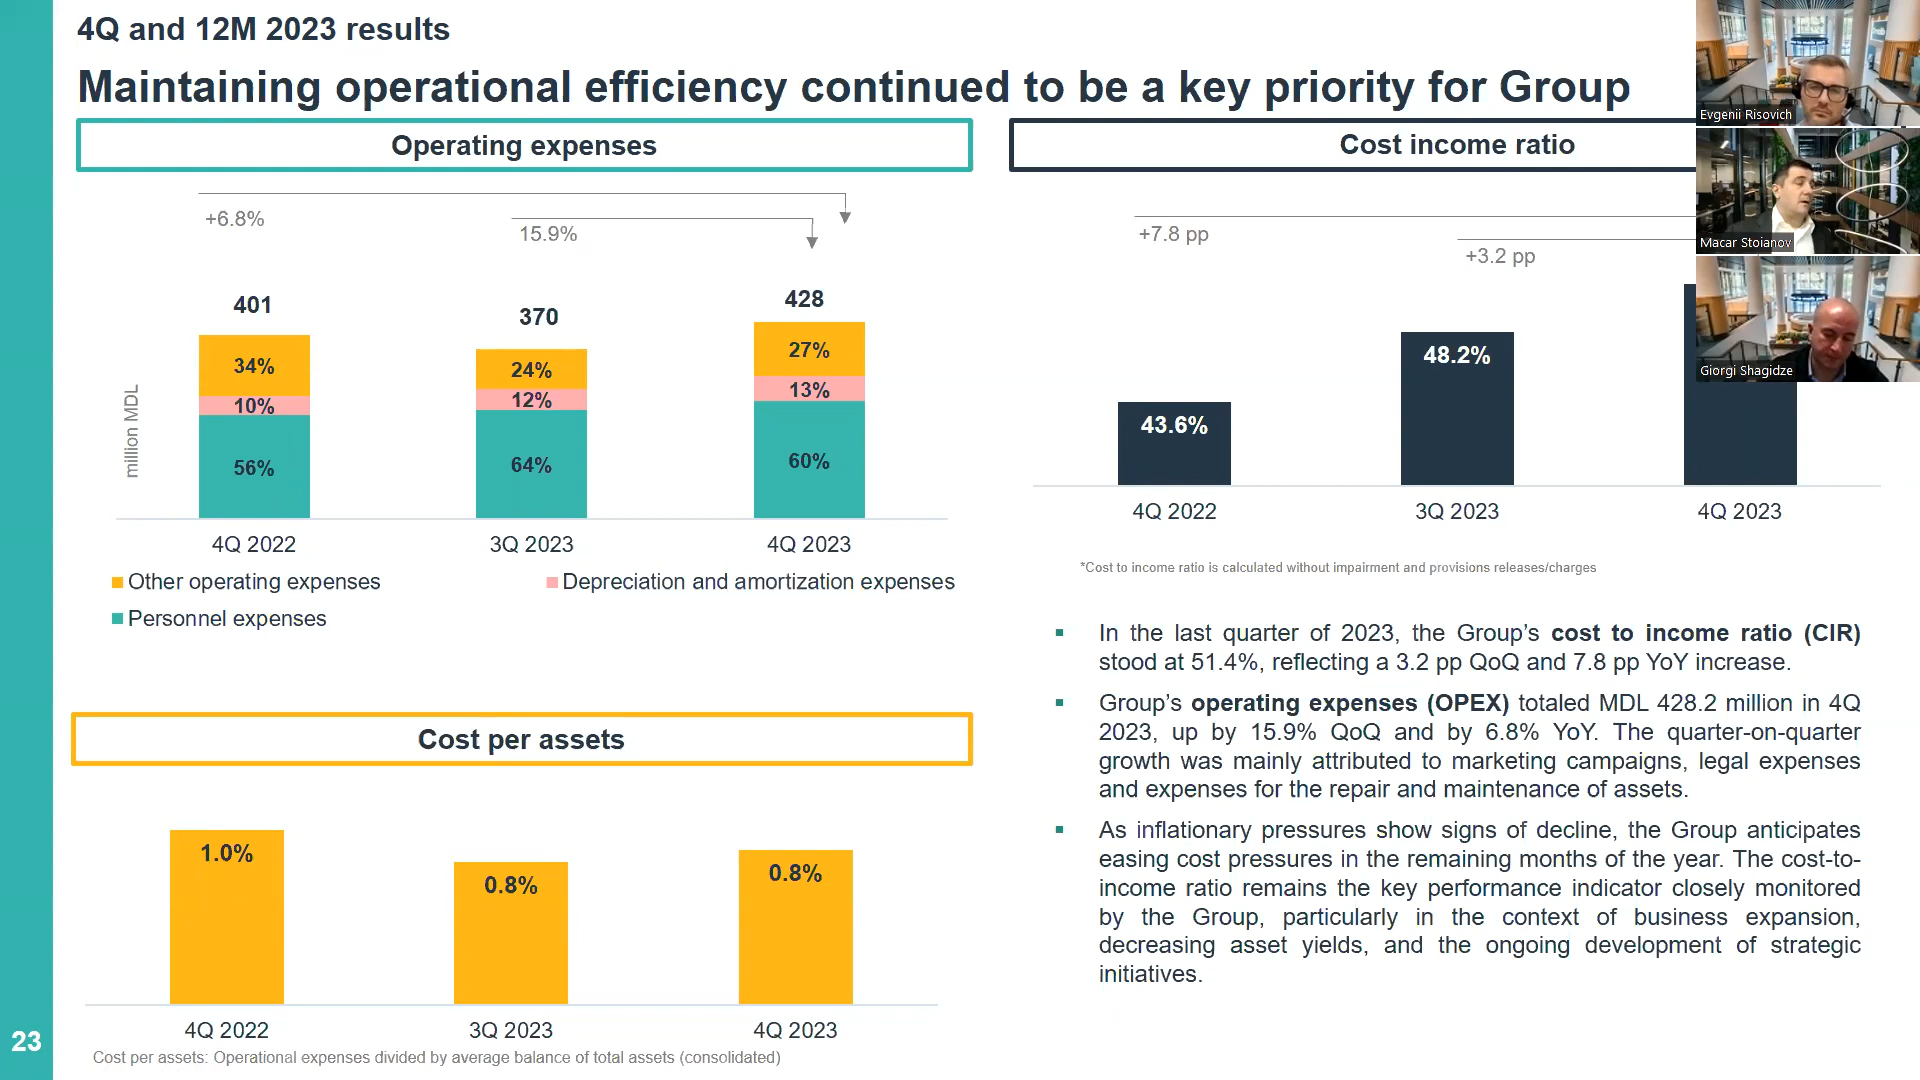 4Q and 12M 2023 results
Maintaining operational efficiency continued to be a key priority for Group
Operating expenses
+6.8%
15.9%
401
370
428
34%
24%
27%
10%
12%
13%
56%
64%
60%
million MDL
4Q 2022
3Q 2023
4Q 2023
Other operating expenses
Depreciation and amortization expenses
Personnel expenses
Cost per assets
1.0%
0.8%
0.8%
4Q 2022
3Q 2023
4Q 2023
Cost per assets: Operational expenses divided by average balance of total assets (consolidated)
23
Cost income ratio
+7.8 pp
+3.2 pp
43.6%
48.2%
4Q 2022
3Q 2023
4Q 2023
*Cost to income ratio is calculated without impairment and provisions releases/charges
In the last quarter of 2023, the Group’s cost to income ratio (CIR)
stood at 51.4%, reflecting a 3.2 pp QoQ and 7.8 pp YoY increase.
Group’s operating expenses (OPEX) totaled MDL 428.2 million in 4Q
2023, up by 15.9% QoQ and by 6.8% YoY. The quarter-on-quarter
growth was mainly attributed to marketing campaigns, legal expenses
and expenses for the repair and maintenance of assets.
As inflationary pressures show signs of decline, the Group anticipates
easing cost pressures in the remaining months of the year. The cost-to-
income ratio remains the key performance indicator closely monitored
by the Group, particularly in the context of business expansion,
decreasing asset yields, and the ongoing development of strategic
initiatives.
Evgenii Risovich
Macar Stoianov
Giorgi Shagidze